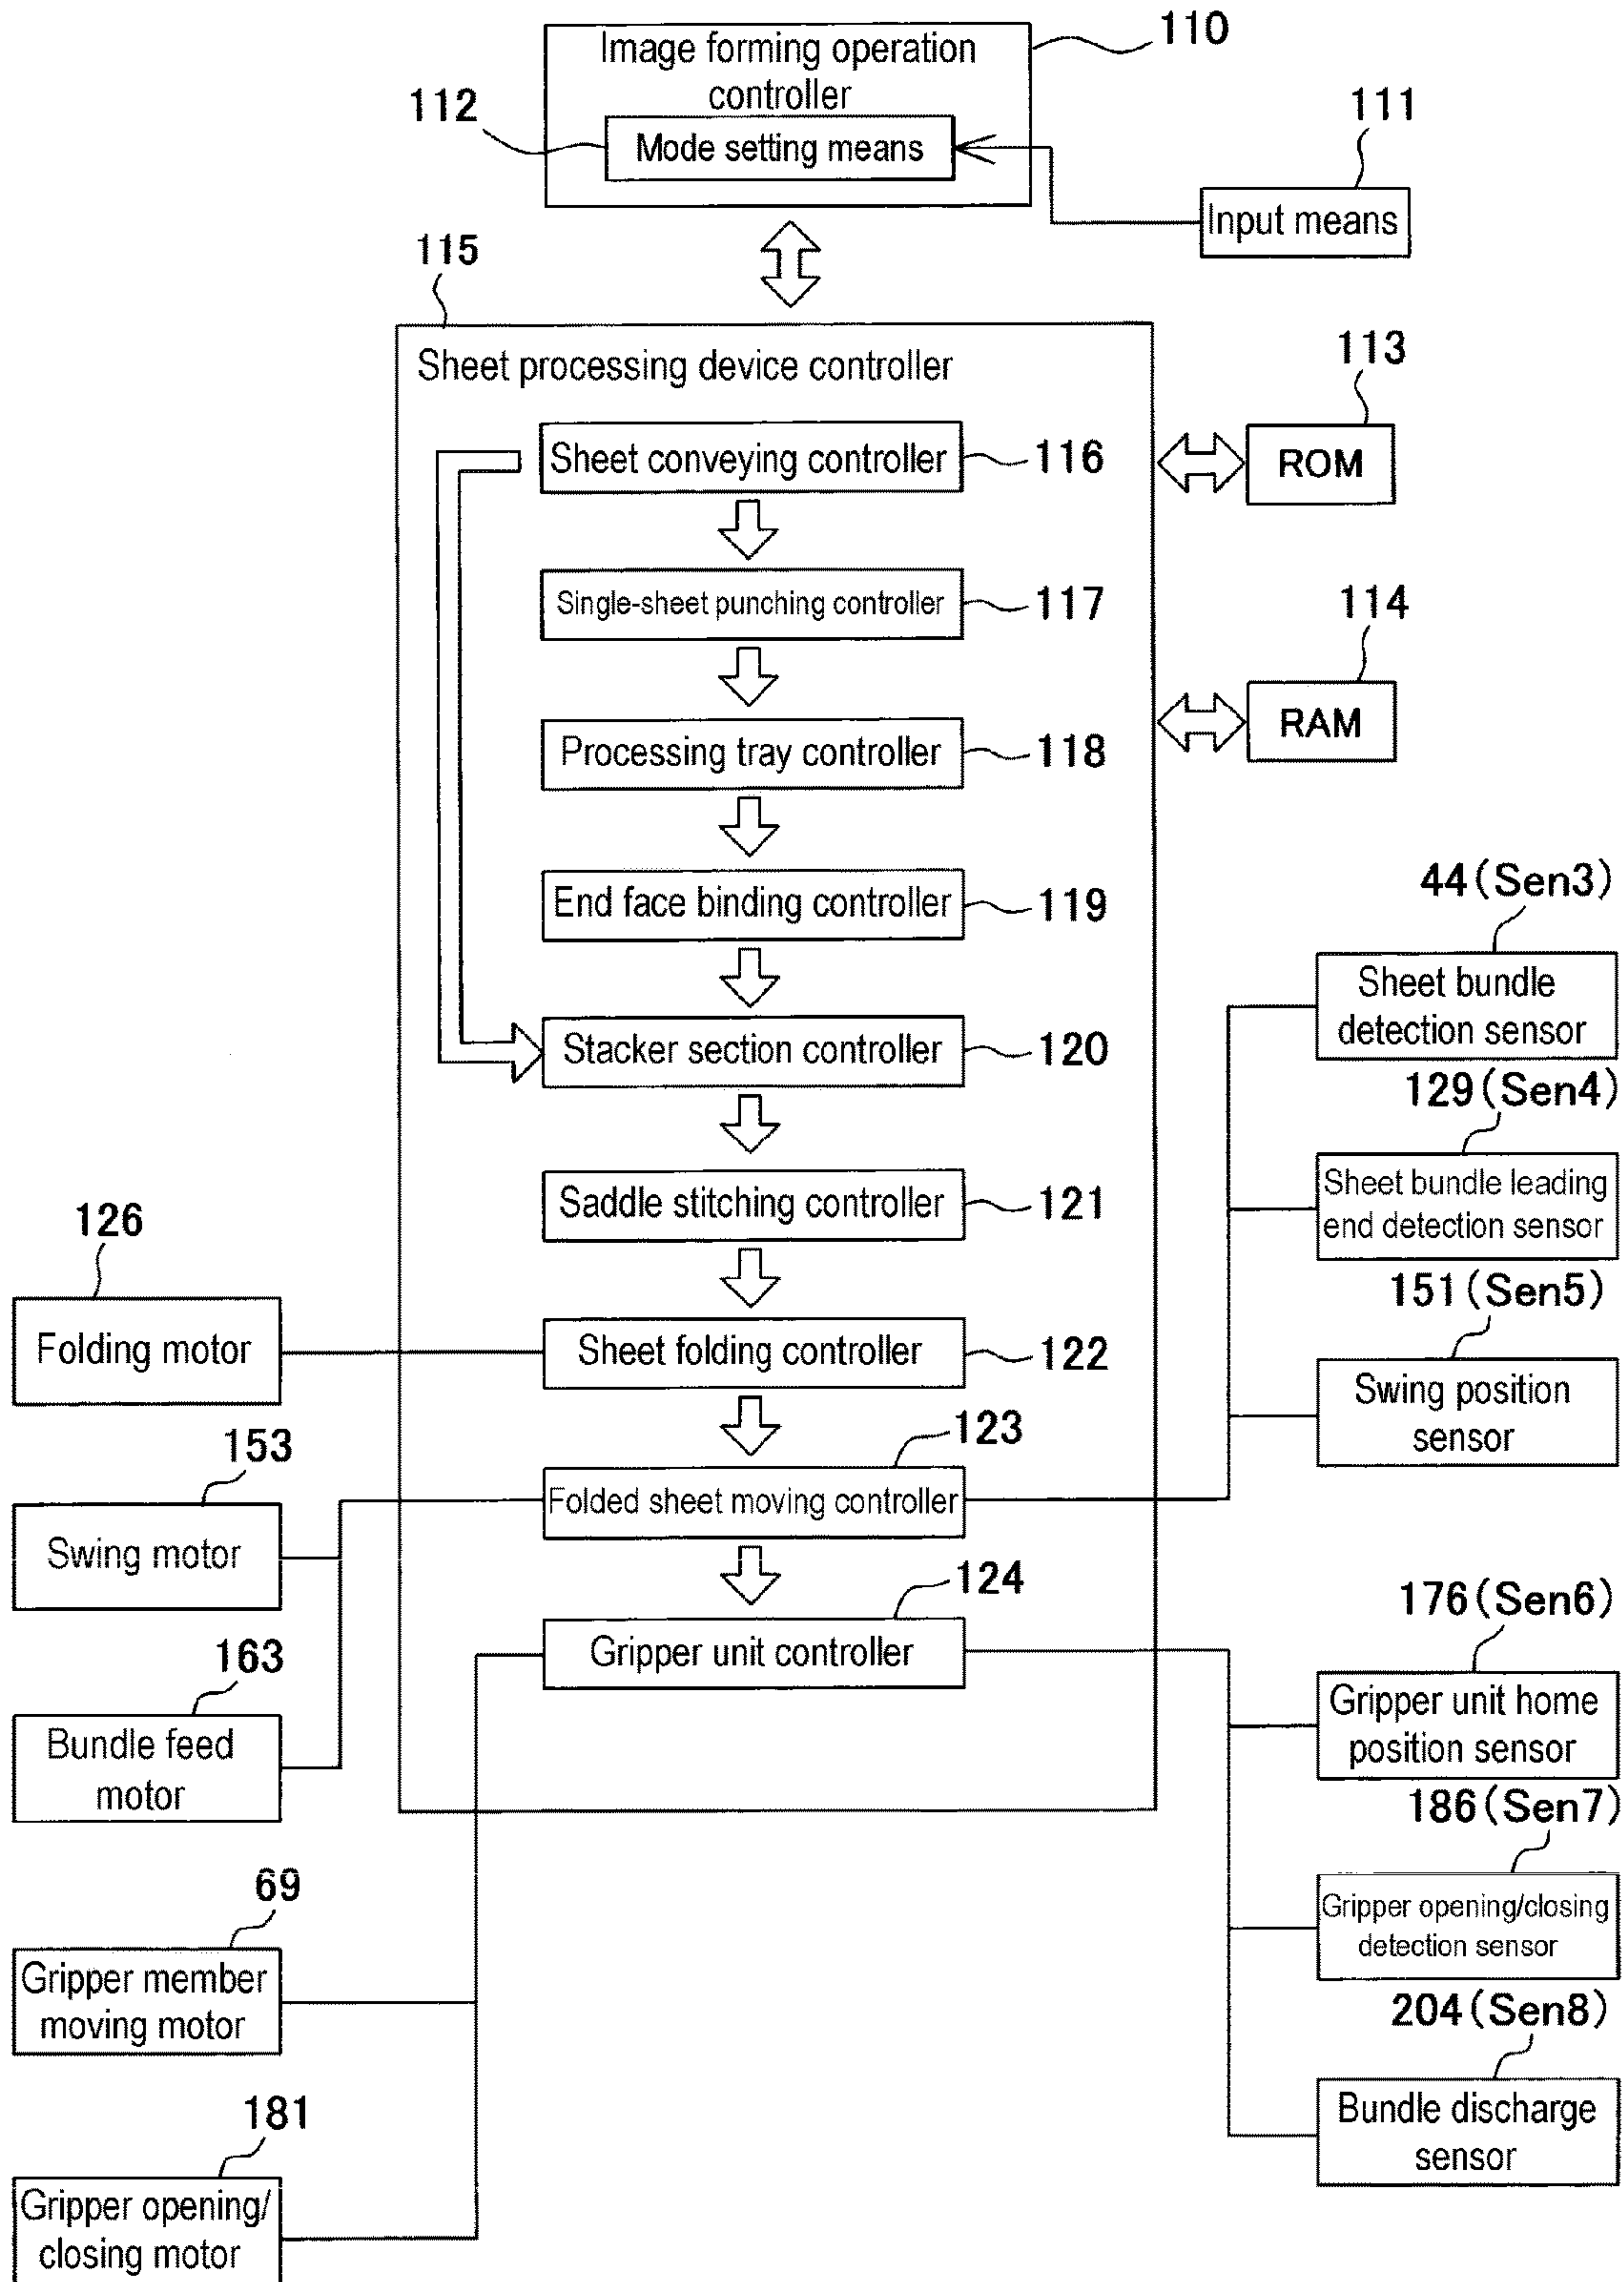 110
Image forming operation
controller
112
Mode setting means
111
Input means
115
Sheet processing device controller
113
ROM
Sheet conveying controller
116
Single-sheet punching controller
117
114
RAM
Processing tray controller
118
End face binding controller
119
44(Sen3)
Sheet bundle
detection sensor
Stacker section controller
120
129(Sen4)
Sheet bundle leading
end detection sensor
Saddle stitching controller
121
126
Folding motor
Sheet folding controller
122
151(Sen5)
Swing position
sensor
123
Folded sheet moving controller
153
Swing motor
124
Gripper unit controller
176(Sen6)
Gripper unit home
position sensor
163
Bundle feed
motor
186(Sen7)
Gripper opening/closing
detection sensor
69
Gripper member
moving motor
204(Sen8)
Bundle discharge
sensor
181
Gripper opening/
closing motor